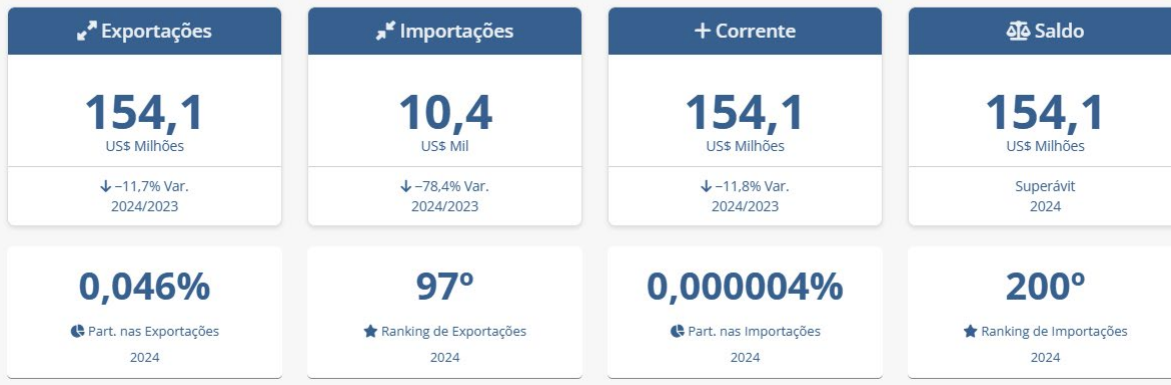 Exportações
154,1
US$ Milhões
−11,7% Var.
2024/2023
Importações
10,4
US$ Mil
−78,4% Var.
2024/2023
Corrente
154,1
US$ Milhões
−11,8% Var.
2024/2023
Saldo
154,1
US$ Milhões
Superávit
2024
0,046%
Part. nas Exportações
2024
97º
Ranking de Exportações
2024
0,000004%
Part. nas Importações
2024
200º
Ranking de Importações
2024